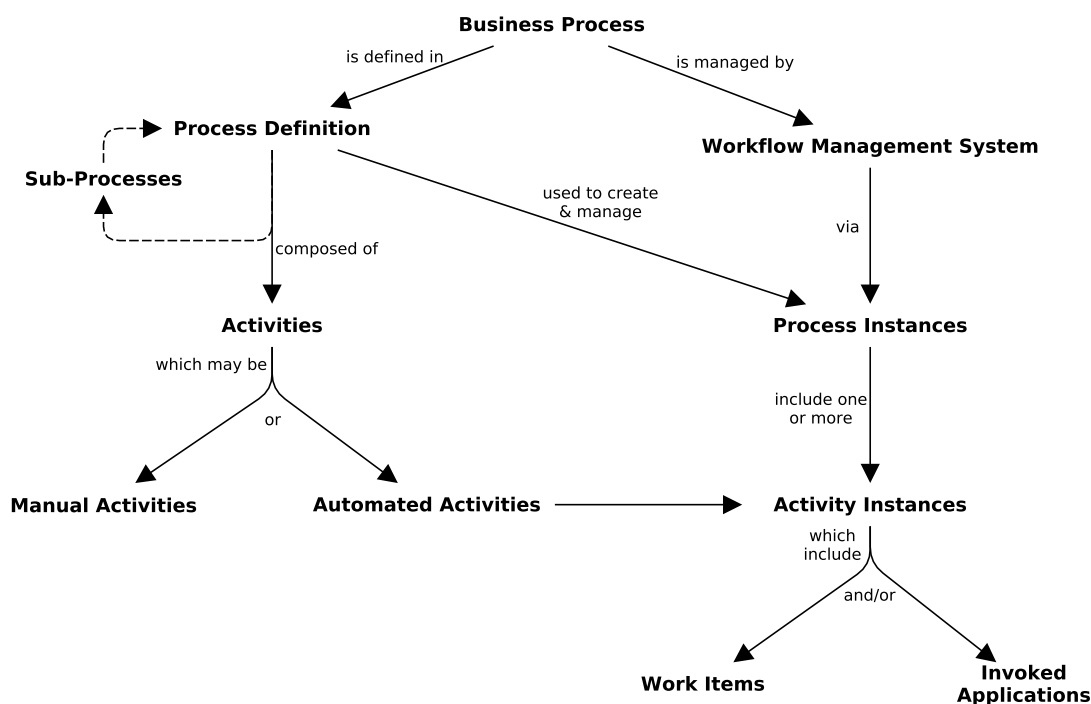 Business Process
is defined in
is managed by
Process Definition
Workflow Management System
Sub-Processes
used to create
& manage
via
composed of
Activities
Process Instances
which may be
include one
or more
or
Manual Activities
Automated Activities
Activity Instances
which
include
and/or
Work Items
Invoked
Applications